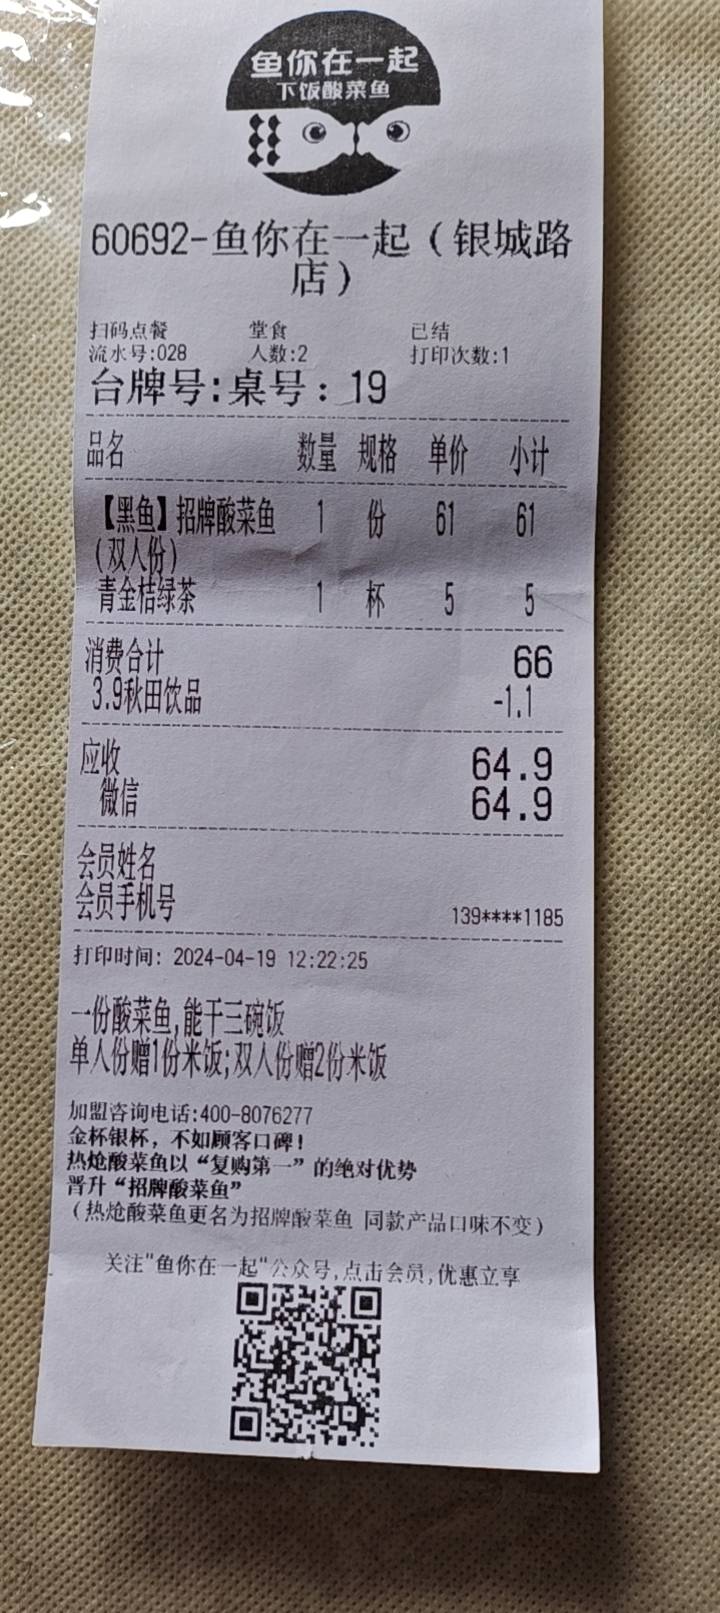 鱼你在一起
下饭酸菜鱼
60692-鱼你在一起（银城路
店）
扫码点餐 堂食 已结
流水号:028 人数:2 打印次数:1
台牌号:桌号：19
品名 数量 规格 单价 小计
【黑鱼】招牌酸菜鱼 1 份 61 61
(双人份)
青金桔绿茶 1 杯 5 5
消费合计 66
3.9秋田饮品 -1.1
应收 64.9
微信 64.9
会员姓名
会员手机号 139****1185
打印时间: 2024-04-19 12:22:25
一份酸菜鱼,能干三碗饭
单人份赠1份米饭;双人份赠2份米饭
加盟咨询电话:400-8076277
金杯银杯，不如顾客口碑！
热炝酸菜鱼以“复购第一”的绝对优势
晋升“招牌酸菜鱼”
（热炝酸菜鱼更名为招牌酸菜鱼 同款产品口味不变）
关注"鱼你在一起"公众号,点击会员,优惠立享